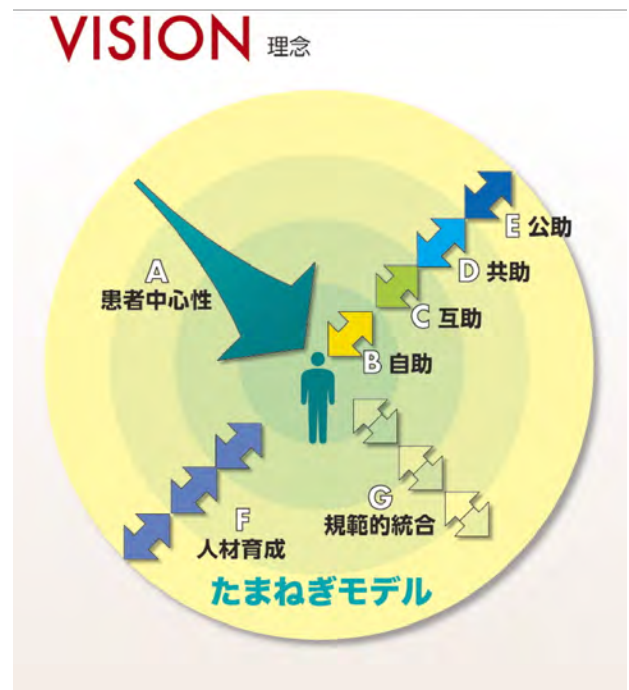 VISION 理念
E 公助
D 共助
A
患者中心性
C 互助
B 自助
G
規範的統合
F
人材育成
たまねぎモデル